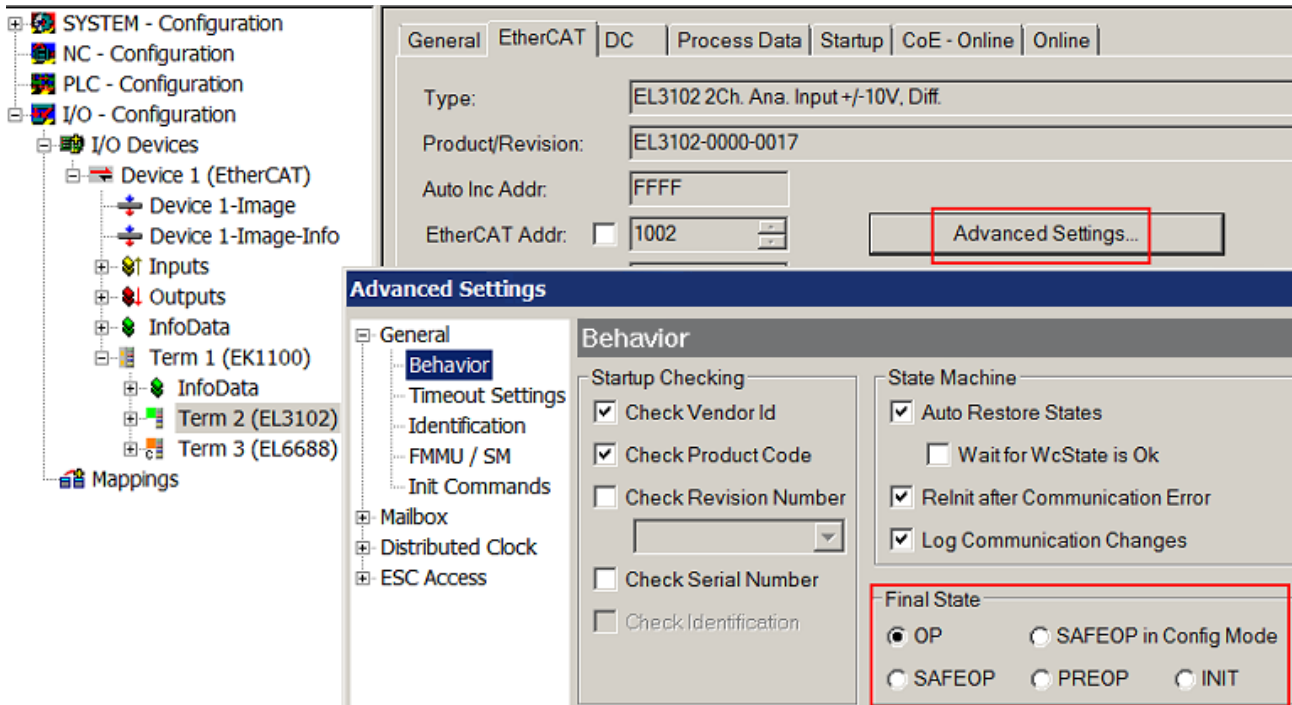 SYSTEM - Configuration
NC - Configuration
PLC - Configuration
I/O - Configuration
I/O Devices
Device 1 (EtherCAT)
Device 1-Image
Device 1-Image-Info
Inputs
Outputs
InfoData
Term 1 (EK1100)
InfoData
Term 2 (EL3102)
Term 3 (EL6688)
Mappings
General EtherCAT DC Process Data Startup CoE - Online Online
Type: EL3102 2Ch. Ana. Input +/-10V, Diff.
Product/Revision: EL3102-0000-0017
Auto Inc Addr: FFFF
EtherCAT Addr: 1002 Advanced Settings...
Advanced Settings
General
Behavior
Timeout Settings
Identification
FMMU / SM
Init Commands
Mailbox
Distributed Clock
ESC Access
Behavior
Startup Checking
Check Vendor Id
Check Product Code
Check Revision Number
Check Serial Number
Check Identification
State Machine
Auto Restore States
Wait for WcState is Ok
ReInit after Communication Error
Log Communication Changes
Final State
OP SAFEOP in Config Mode
SAFEOP PREOP INIT